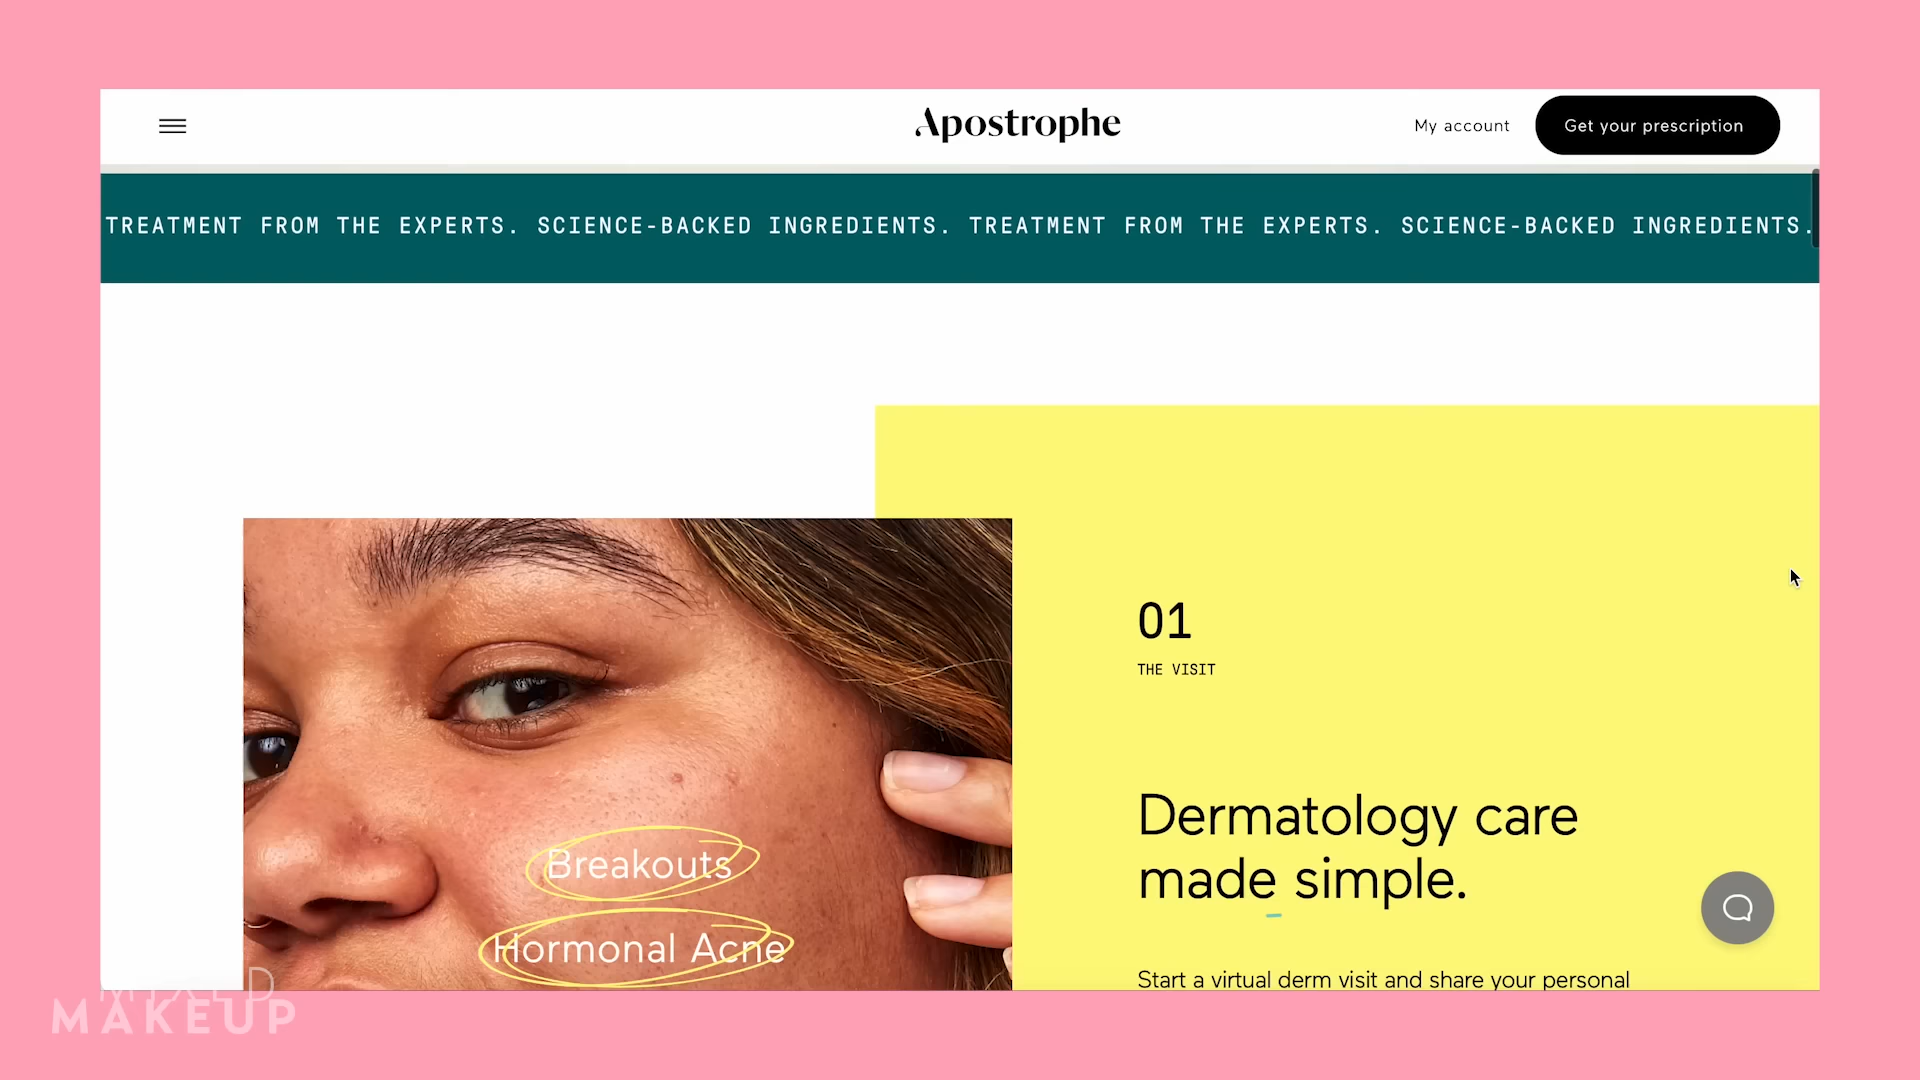 Apostrophe
My account
Get your prescription
TREATMENT FROM THE EXPERTS. SCIENCE-BACKED INGREDIENTS. TREATMENT FROM THE EXPERTS. SCIENCE-BACKED INGREDIENTS.
01
THE VISIT
Dermatology care
made simple.
Breakouts
Hormonal Acne
Start a virtual derm visit and share your personal
MIXED
MAKEUP